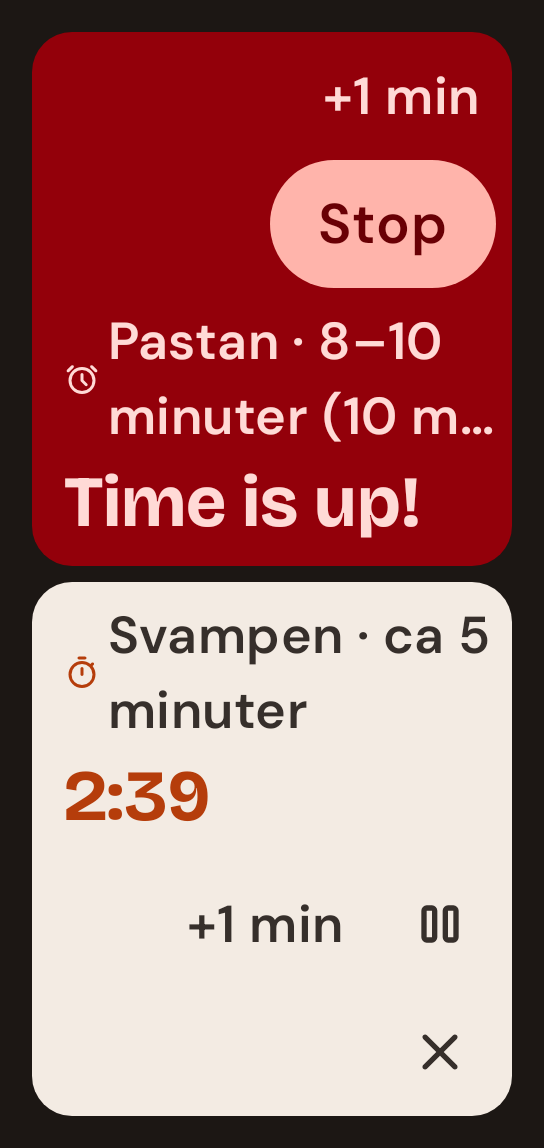 +1 min
Stop
Pastan · 8–10
minuter (10 m...
Time is up!
Svampen · ca 5
minuter
2:39
+1 min